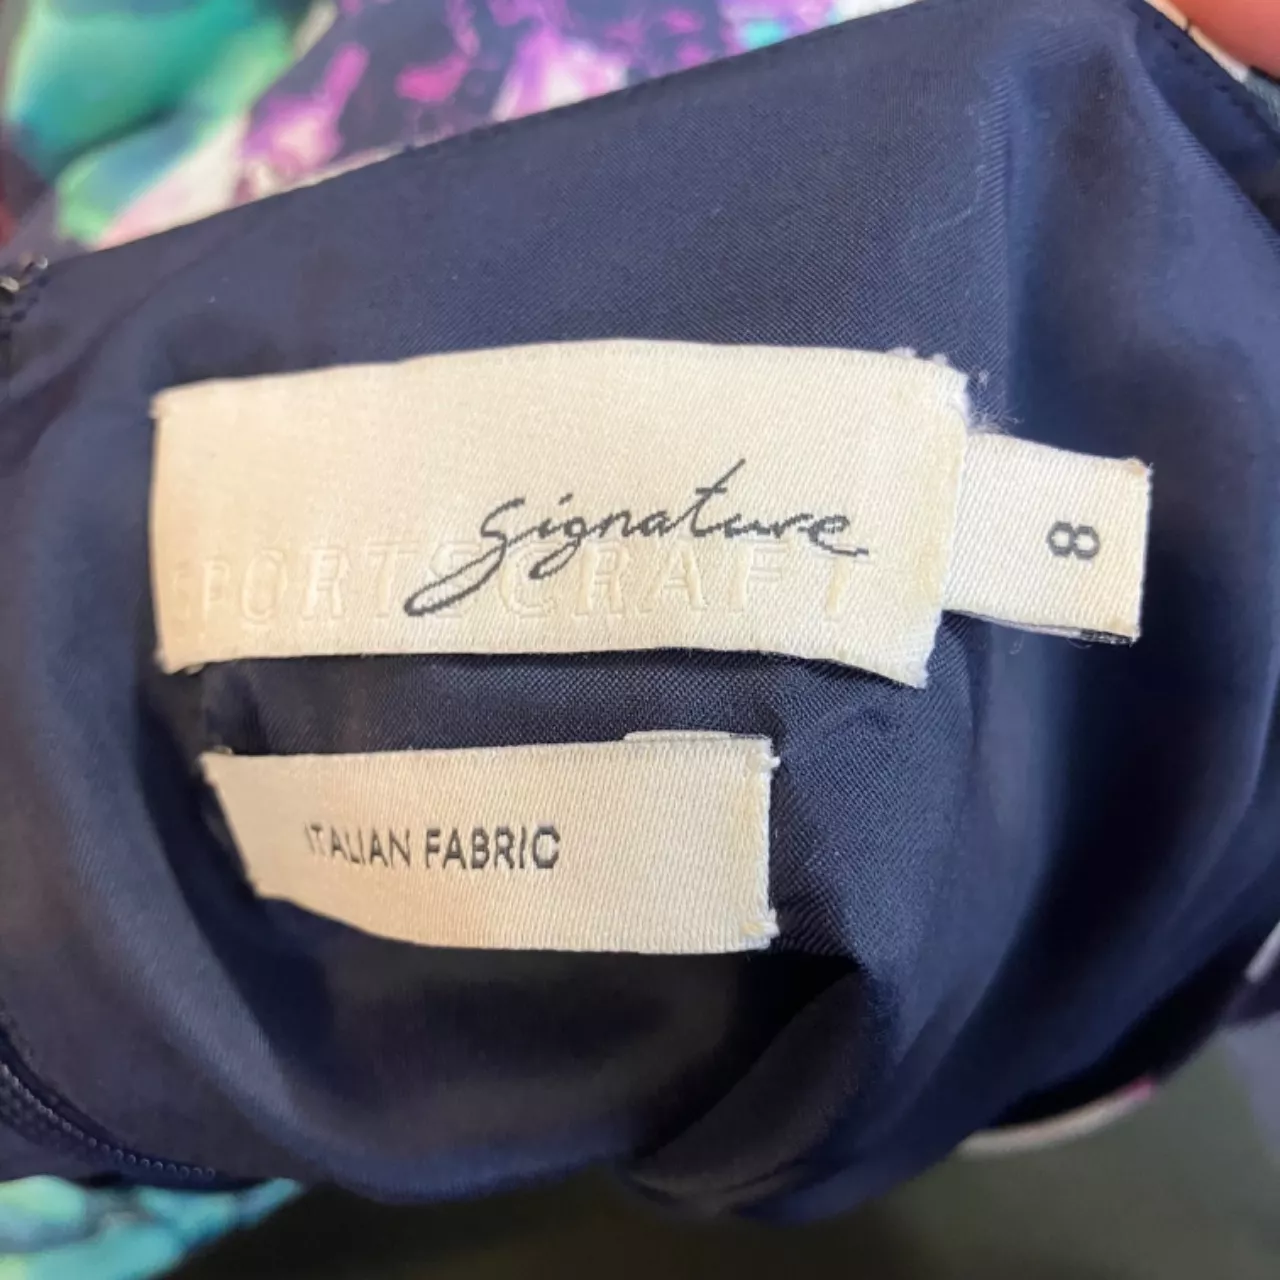 Signature
SPORTSCRAFT
8
ITALIAN FABRIC